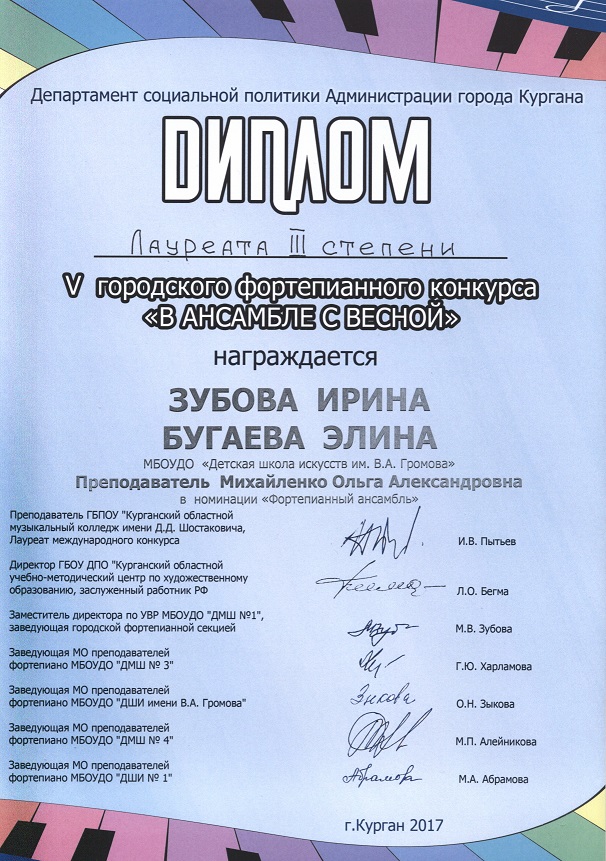 Департамент социальной политики Администрации города Кургана
ДИПЛОМ
Лауреата III степени
V городского фортепианного конкурса
«В АНСАМБЛЕ С ВЕСНОЙ»
награждается
ЗУБОВА ИРИНА
БУГАЕВА ЭЛИНА
МБОУДО «Детская школа искусств им. В.А. Громова»
Преподаватель Михайленко Ольга Александровна
в номинации «Фортепианный ансамбль»
Преподаватель ГБПОУ "Курганский областной
музыкальный колледж имени Д.Д. Шостаковича,
Лауреат международного конкурса
И.В. Пытьев
Директор ГБОУ ДПО "Курганский областной
учебно-методический центр по художественному
образованию, заслуженный работник РФ
Л.О. Бегма
Заместитель директора по УВР МБОУДО "ДМШ №1",
заведующая городской фортепианной секцией
М.В. Зубова
Заведующая МО преподавателей
фортепиано МБОУДО "ДМШ № 3"
Г.Ю. Харламова
Заведующая МО преподавателей
фортепиано МБОУДО "ДШИ имени В.А. Громова"
Зыкова
О.Н. Зыкова
Заведующая МО преподавателей
фортепиано МБОУДО "ДМШ № 4"
М.П. Алейникова
Заведующая МО преподавателей
фортепиано МБОУДО "ДШИ № 1"
Абрамова
М.А. Абрамова
г.Курган 2017